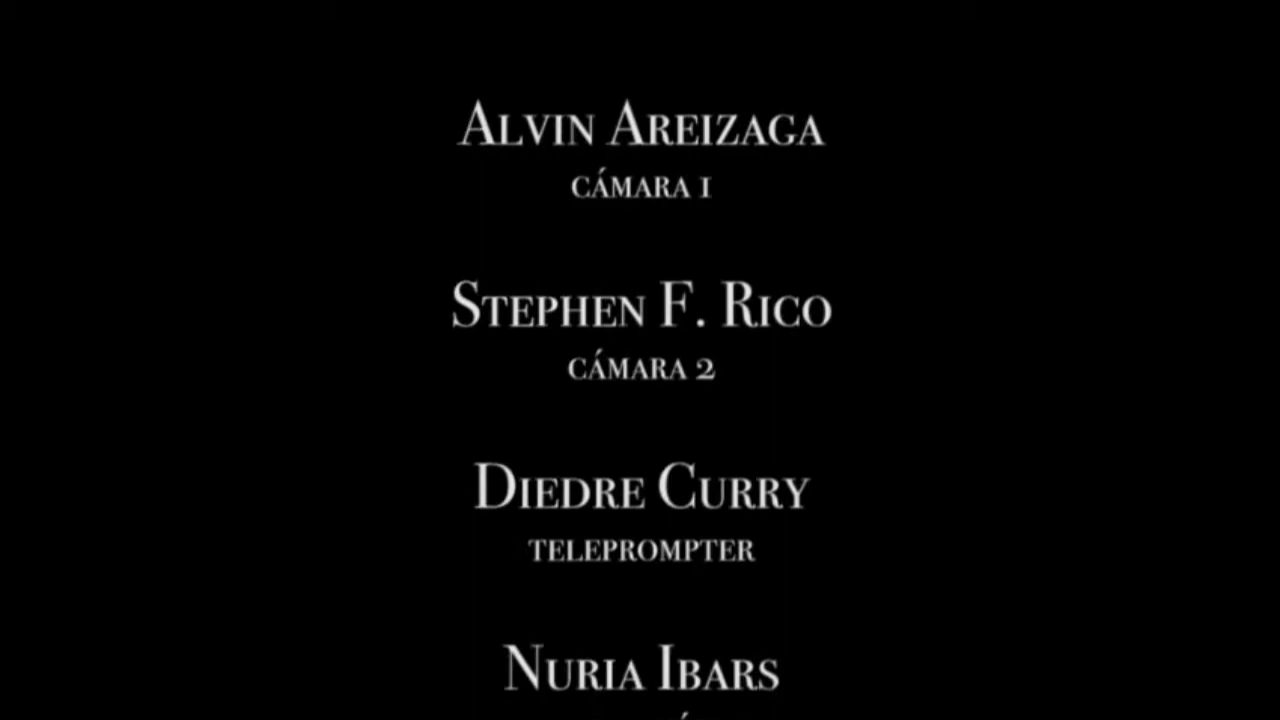 Alvin Areizaga
cámara 1
Stephen F. Rico
cámara 2
Diedre Curry
teleprompter
Nuria Ibars